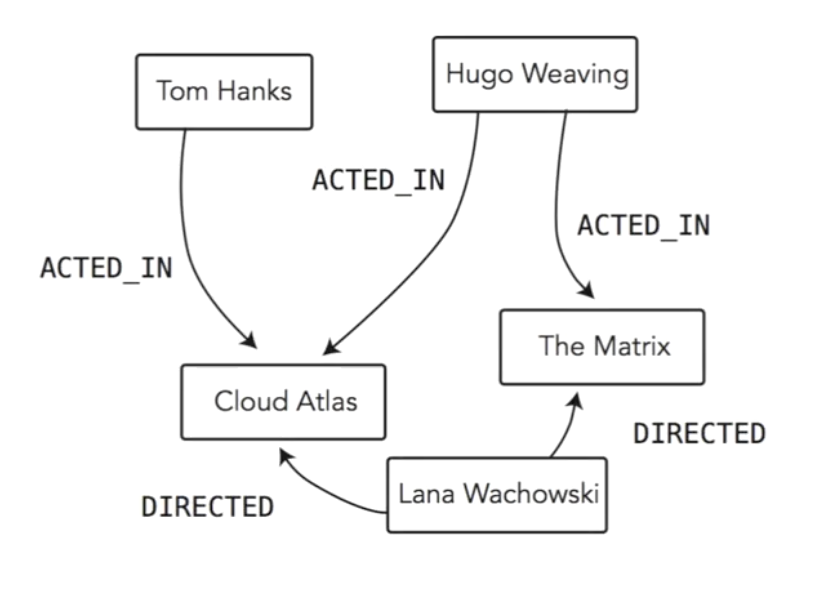 Tom Hanks
Hugo Weaving
ACTED_IN
ACTED_IN
ACTED_IN
The Matrix
Cloud Atlas
DIRECTED
Lana Wachowski
DIRECTED